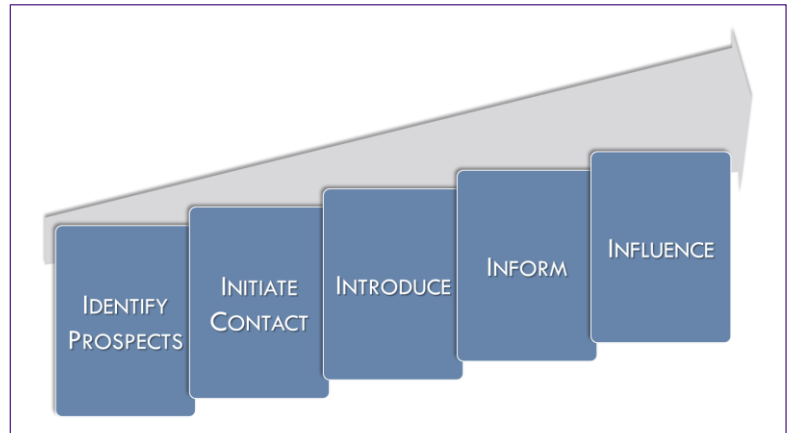 IDENTIFY
PROSPECTS
INITIATE
CONTACT
INTRODUCE
INFORM
INFLUENCE